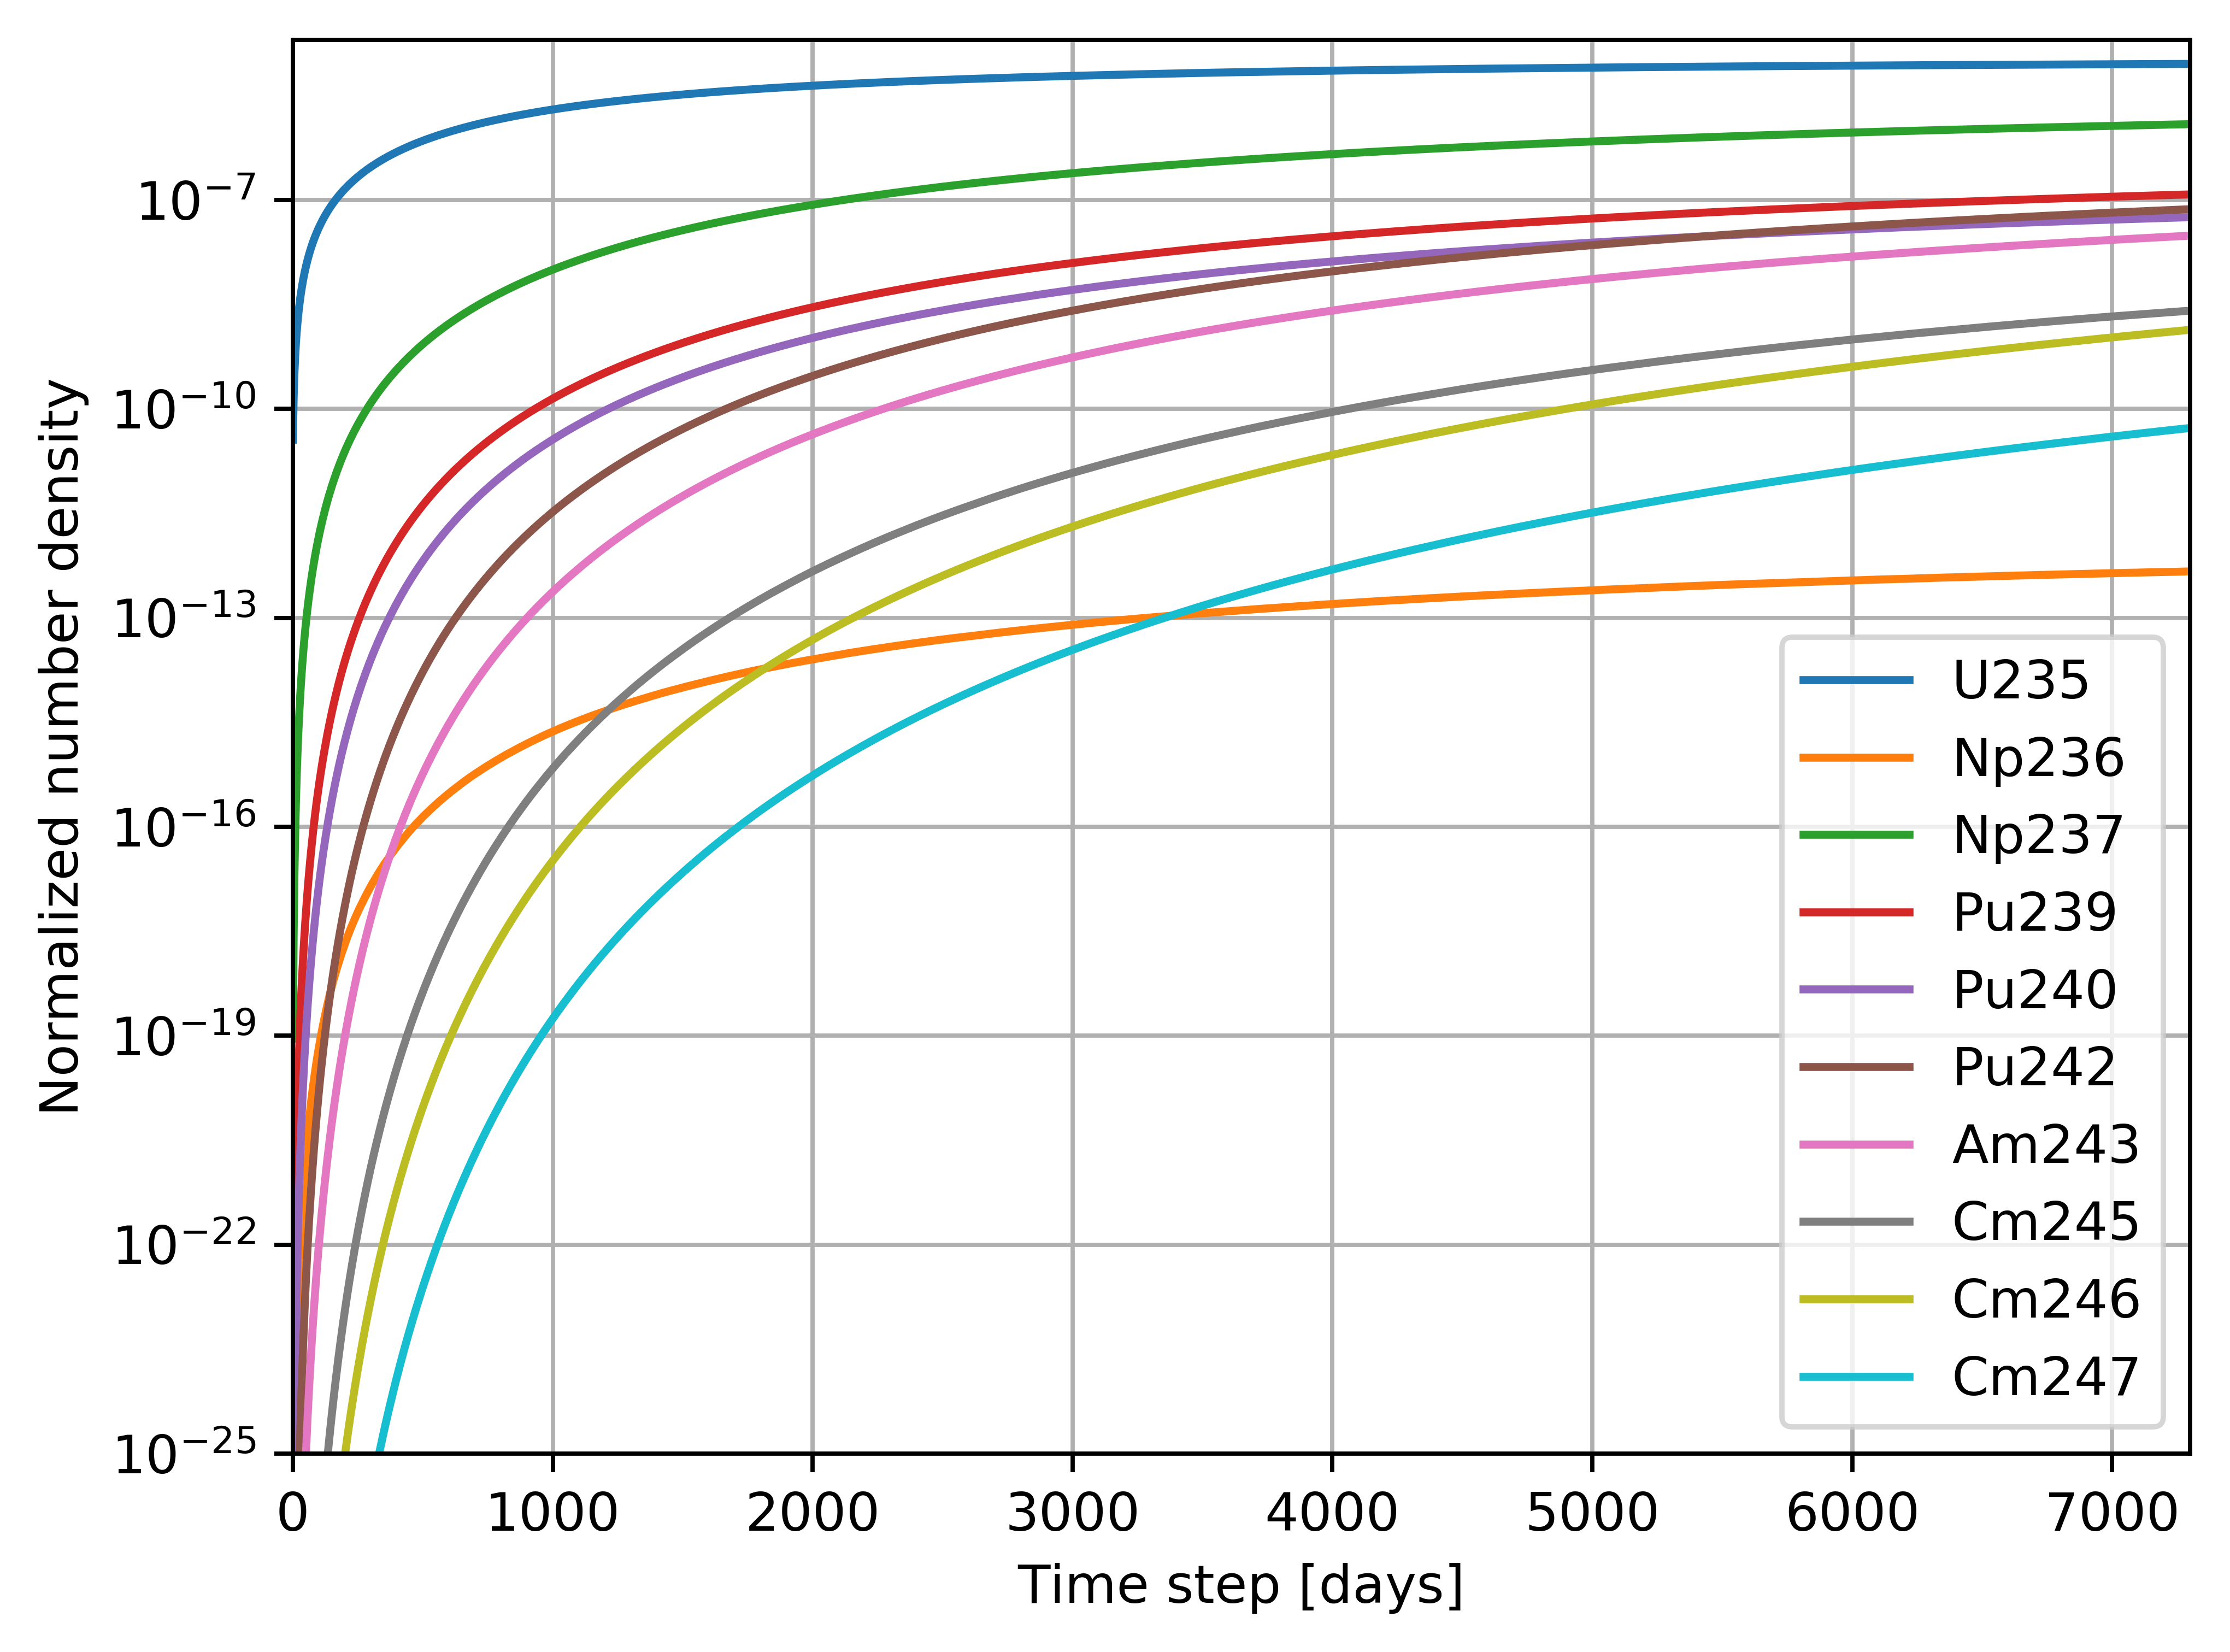 Normalized number density
10⁻⁷
10⁻¹⁰
10⁻¹³
10⁻¹⁶
10⁻¹⁹
10⁻²²
10⁻²⁵
U235
Np236
Np237
Pu239
Pu240
Pu242
Am243
Cm245
Cm246
Cm247
0 1000 2000 3000 4000 5000 6000 7000
Time step [days]